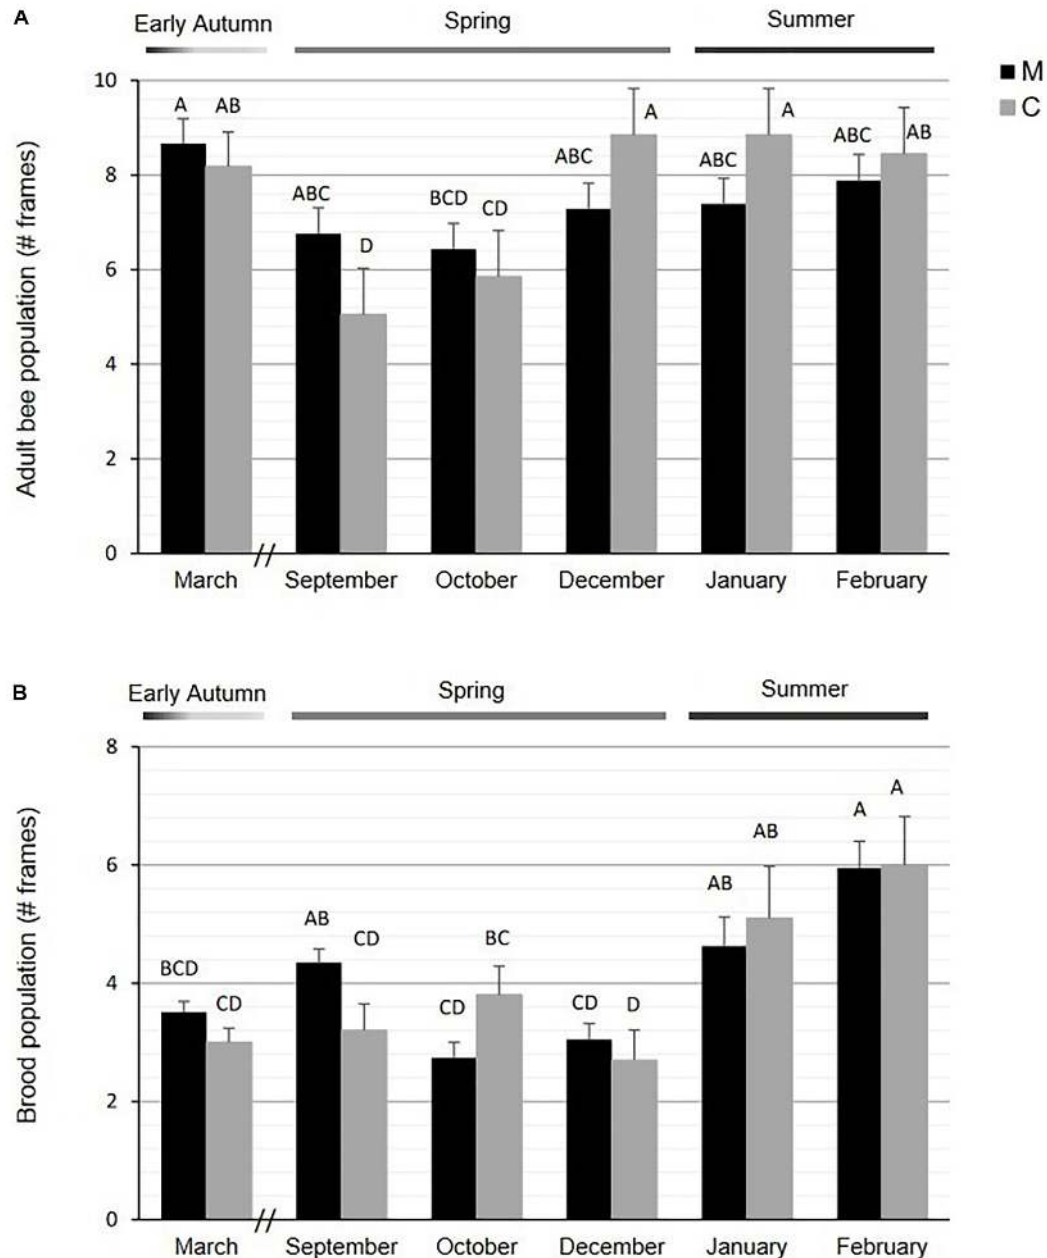 A
Early Autumn Spring Summer
M
C
Adult bee population (# frames)
10
8
6
4
2
0
A AB ABC D BCD CD ABC A ABC A ABC AB
//
March September October December January February
B
Early Autumn Spring Summer
Brood population (# frames)
8
6
4
2
0
BCD CD AB CD CD BC CD D AB AB A A
//
March September October December January February